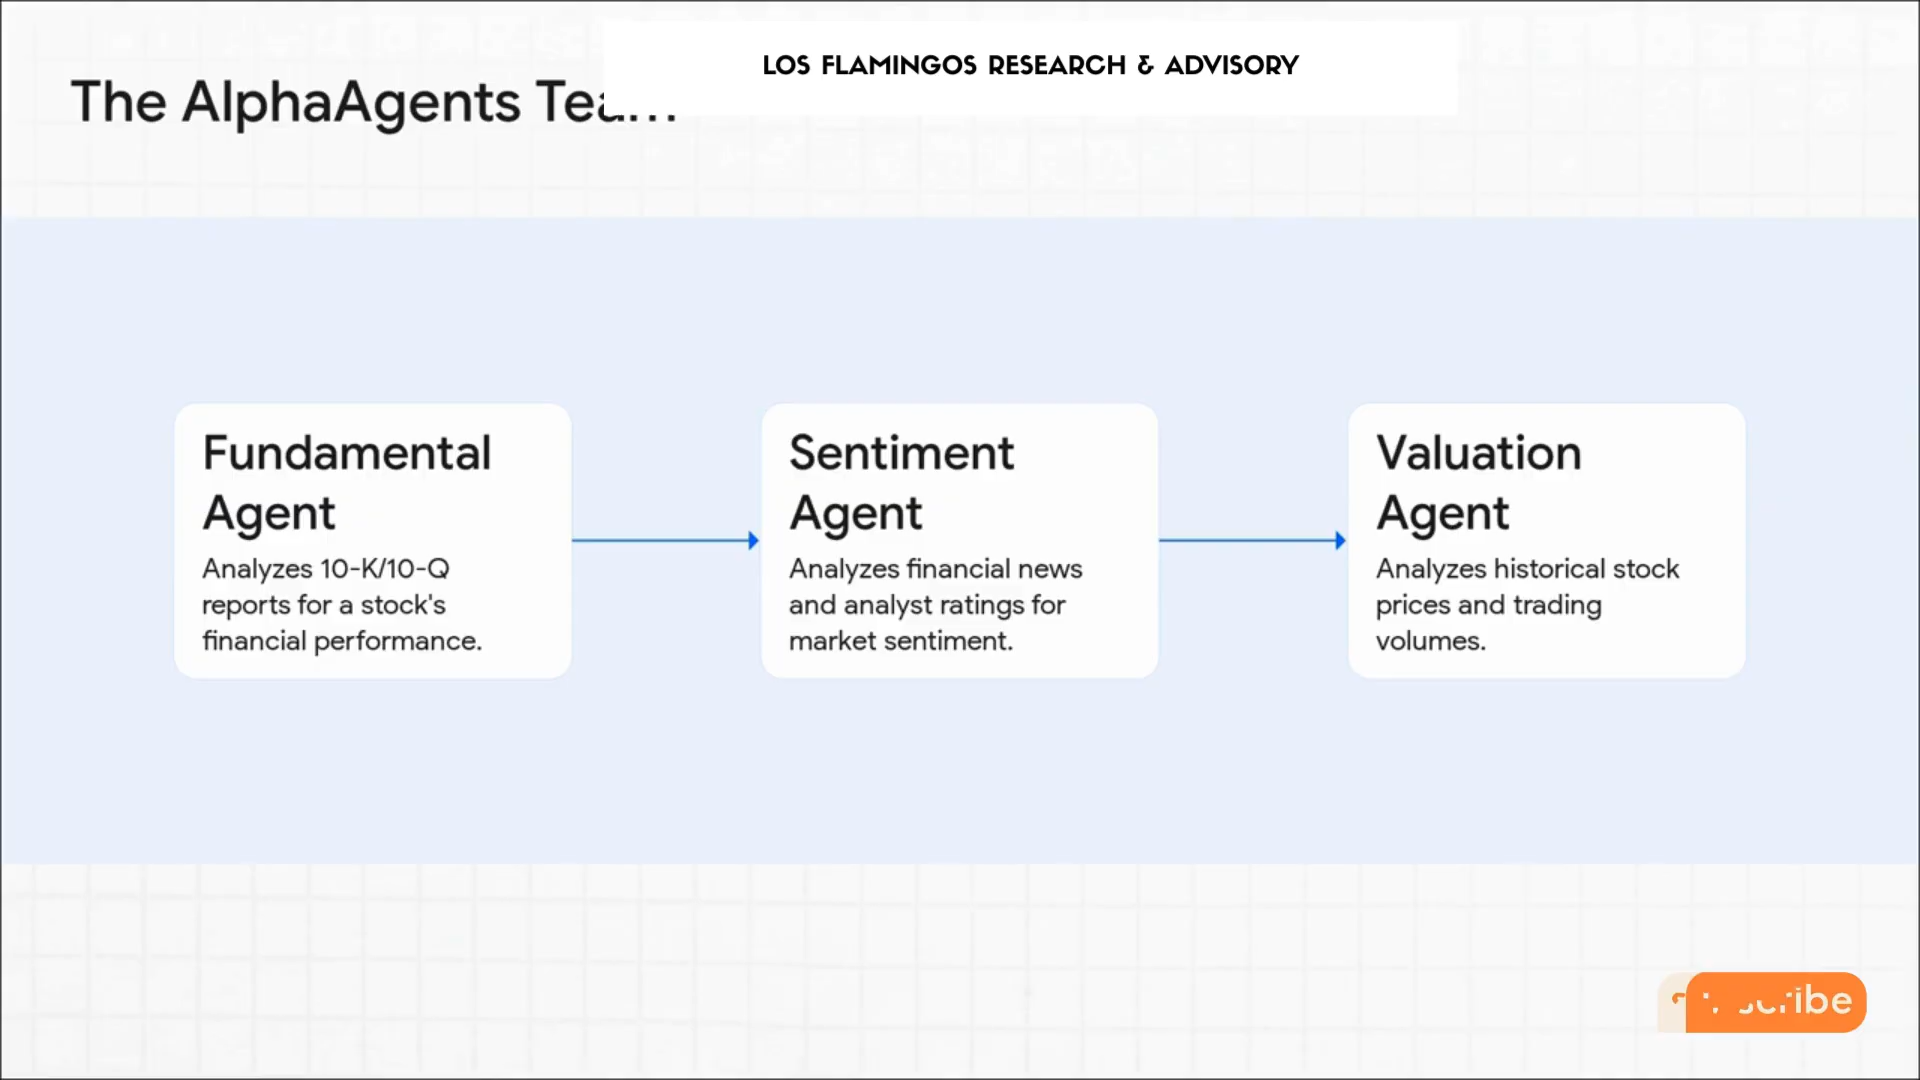 LOS FLAMINGOS RESEARCH & ADVISORY
The AlphaAgents
Fundamental
Agent
Analyzes 10-K/10-Q
reports for a stock's
financial performance.
Sentiment
Agent
Analyzes financial news
and analyst ratings for
market sentiment.
Valuation
Agent
Analyzes historical stock
prices and trading
volumes.